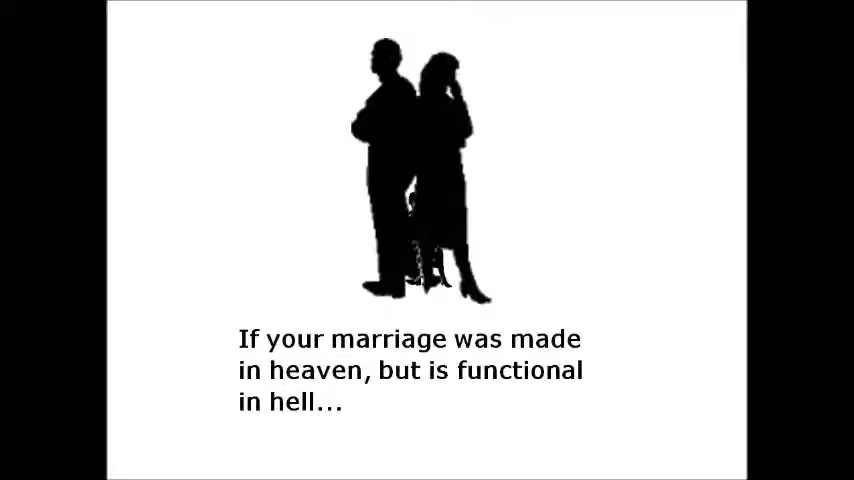 If your marriage was made
in heaven, but is functional
in hell...